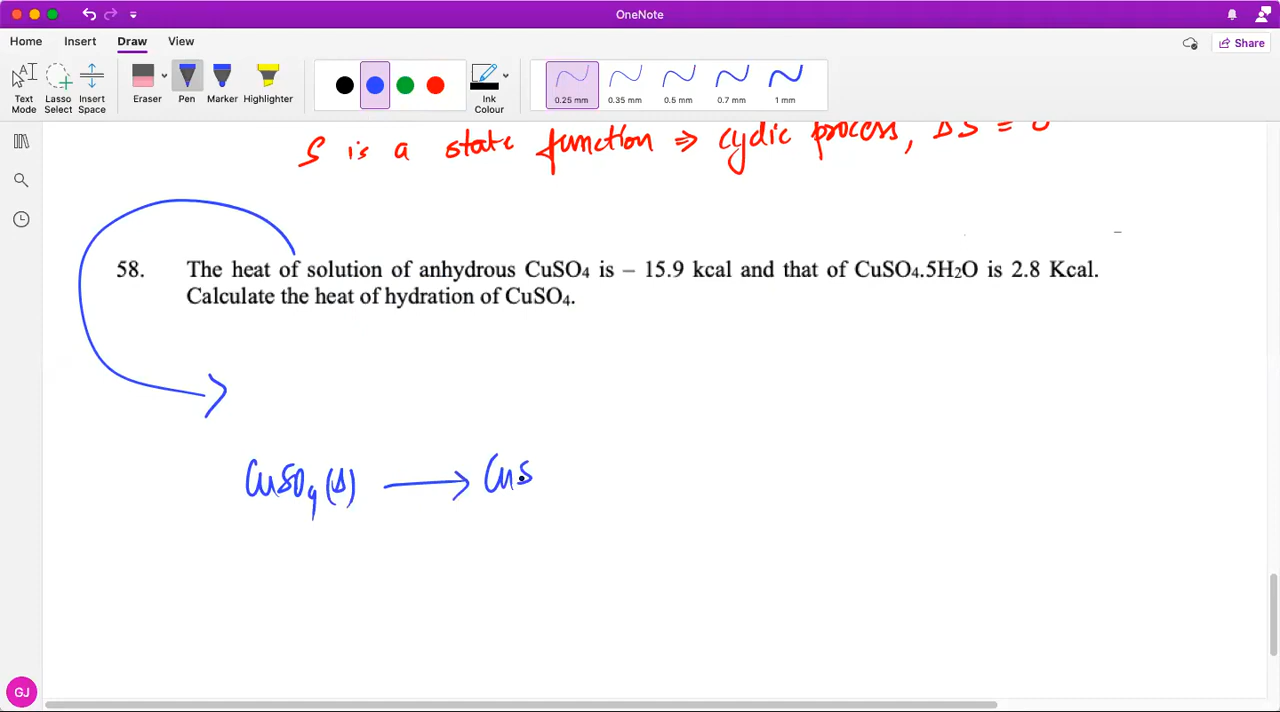 OneNote
Home Insert Draw View
Share
Text Mode
Lasso Select
Insert Space
Eraser
Pen
Marker
Highlighter
Ink Colour
0.25 mm
0.35 mm
0.5 mm
0.7 mm
1 mm
S is a state function ⇒ cyclic process, ΔS = 0
58. The heat of solution of anhydrous CuSO4 is – 15.9 kcal and that of CuSO4.5H2O is 2.8 Kcal.
Calculate the heat of hydration of CuSO4.
CuSO4(s) ⟶ CuS
GJ